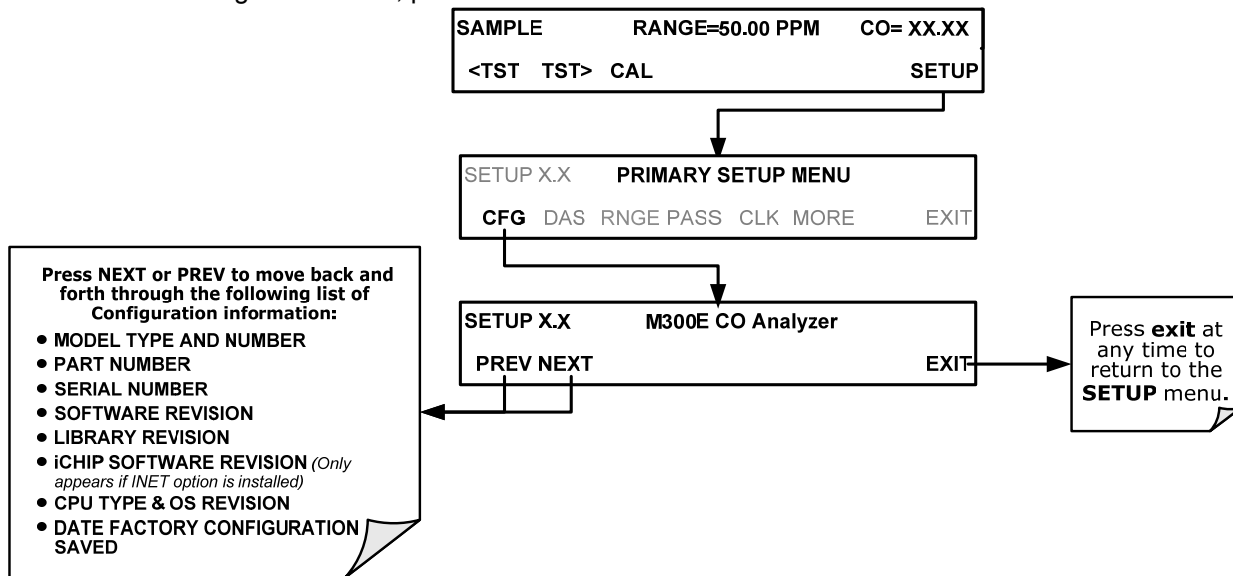 SAMPLE RANGE=50.00 PPM CO= XX.XX
<TST TST> CAL SETUP
SETUP X.X PRIMARY SETUP MENU
CFG DAS RNGE PASS CLK MORE EXIT
SETUP X.X M300E CO Analyzer
PREV NEXT EXIT
Press NEXT or PREV to move back and
forth through the following list of
Configuration information:
● MODEL TYPE AND NUMBER
● PART NUMBER
● SERIAL NUMBER
● SOFTWARE REVISION
● LIBRARY REVISION
● iCHIP SOFTWARE REVISION (Only
appears if INET option is installed)
● CPU TYPE & OS REVISION
● DATE FACTORY CONFIGURATION
SAVED
Press exit at
any time to
return to the
SETUP menu.